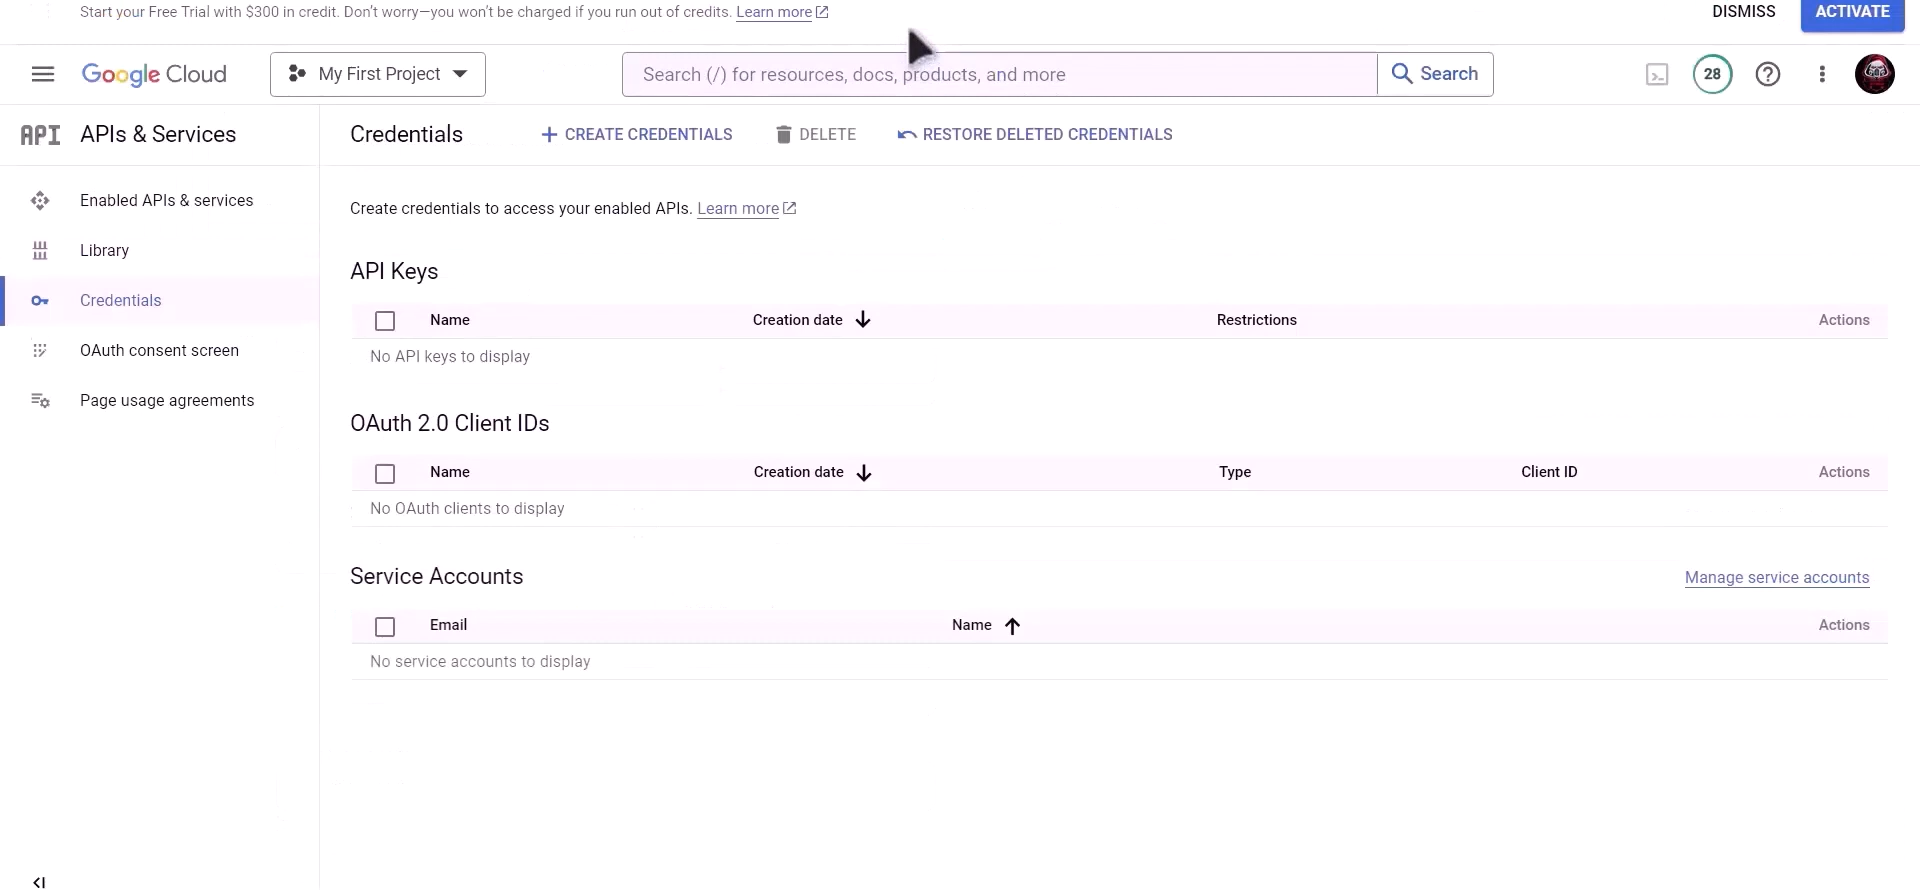 Start your Free Trial with $300 in credit. Don't worry—you won't be charged if you run out of credits. Learn more
DISMISS
ACTIVATE
Google Cloud
My First Project
Search (/) for resources, docs, products, and more
Search
28
API
APIs & Services
Credentials
CREATE CREDENTIALS
DELETE
RESTORE DELETED CREDENTIALS
Enabled APIs & services
Library
Credentials
OAuth consent screen
Page usage agreements
Create credentials to access your enabled APIs. Learn more
API Keys
Name Creation date Restrictions Actions
No API keys to display
OAuth 2.0 Client IDs
Name Creation date Type Client ID Actions
No OAuth clients to display
Service Accounts
Manage service accounts
Email Name Actions
No service accounts to display